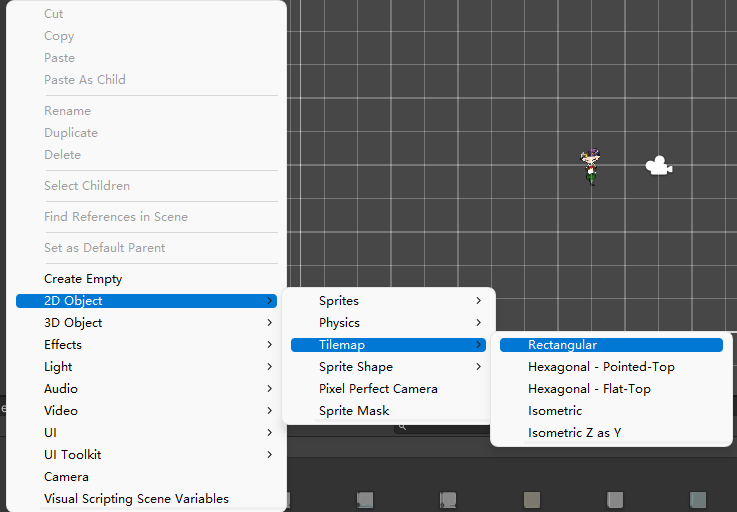 Cut
Copy
Paste
Paste As Child
Rename
Duplicate
Delete
Select Children
Find References in Scene
Set as Default Parent
Create Empty
2D Object
3D Object
Effects
Light
Audio
Video
UI
UI Toolkit
Camera
Visual Scripting Scene Variables
Sprites
Physics
Tilemap
Sprite Shape
Pixel Perfect Camera
Sprite Mask
Rectangular
Hexagonal - Pointed-Top
Hexagonal - Flat-Top
Isometric
Isometric Z as Y